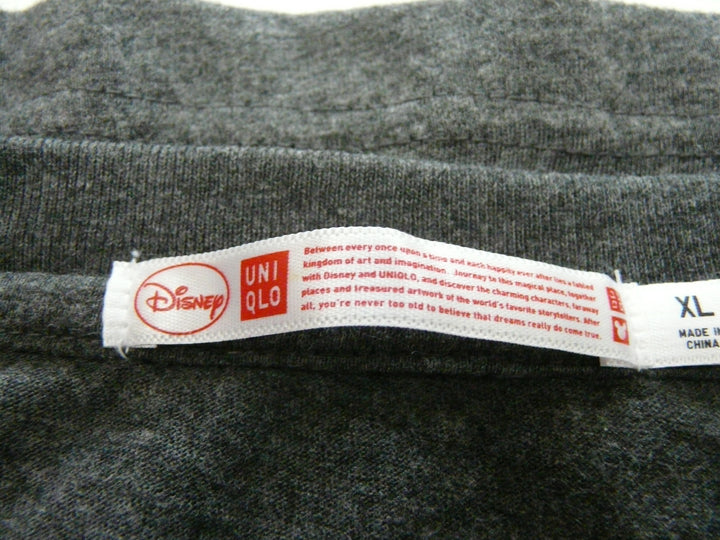 Disney
UNI
QLO
Between every once upon a time and each happily ever after lies a fabled
kingdom of art and imagination. Journey to this magical place, together
with Disney and UNIQLO, and discover the charming characters, faraway
places and treasured artwork of the world's favorite storytellers. After
all, you're never too old to believe that dreams really do come true.
XL
MADE IN
CHINA